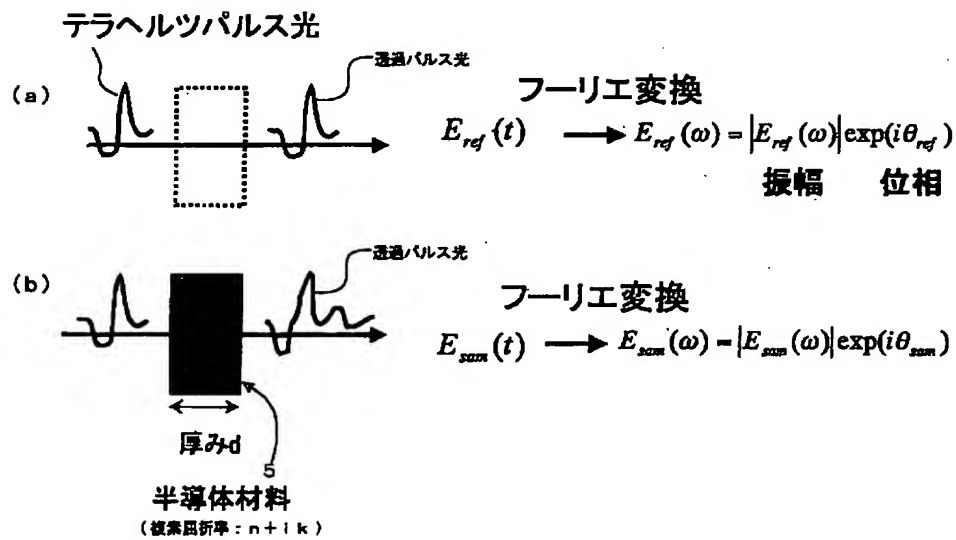 テラヘルツパルス光
(a)
透過パルス光
フーリエ変換
E_ref(t) → E_ref(ω) = |E_ref(ω)| exp(iθ_ref)
振幅 位相
(b)
透過パルス光
フーリエ変換
E_sam(t) → E_sam(ω) = |E_sam(ω)| exp(iθ_sam)
厚みd
5
半導体材料
(複素屈折率:n+ik)